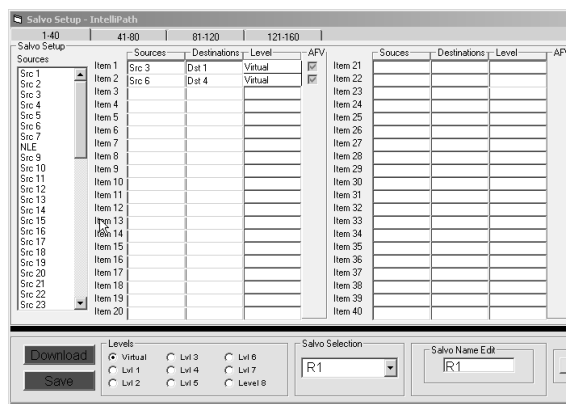 Salvo Setup - IntelliPath
1-40 41-80 81-120 121-160
Salvo Setup
Sources
Src 1
Src 2
Src 3
Src 4
Src 5
Src 6
Src 7
NLE
Src 9
Src 10
Src 11
Src 12
Src 13
Src 14
Src 15
Src 16
Src 17
Src 18
Src 19
Src 20
Src 21
Src 22
Src 23
Sources Destinations Level AFV
Item 1 Src 3 Dst 1 Virtual
Item 2 Src 6 Dst 4 Virtual
Item 3
Item 4
Item 5
Item 6
Item 7
Item 8
Item 9
Item 10
Item 11
Item 12
Item 13
Item 14
Item 15
Item 16
Item 17
Item 18
Item 19
Item 20
Souces Destinations Level AFV
Item 21
Item 22
Item 23
Item 24
Item 25
Item 26
Item 27
Item 28
Item 29
Item 30
Item 31
Item 32
Item 33
Item 34
Item 35
Item 36
Item 37
Item 38
Item 39
Item 40
Download
Save
Levels
Virtual Lvl 3 Lvl 6
Lvl 1 Lvl 4 Lvl 7
Lvl 2 Lvl 5 Level 8
Salvo Selection
R1
Salvo Name Edit
R1